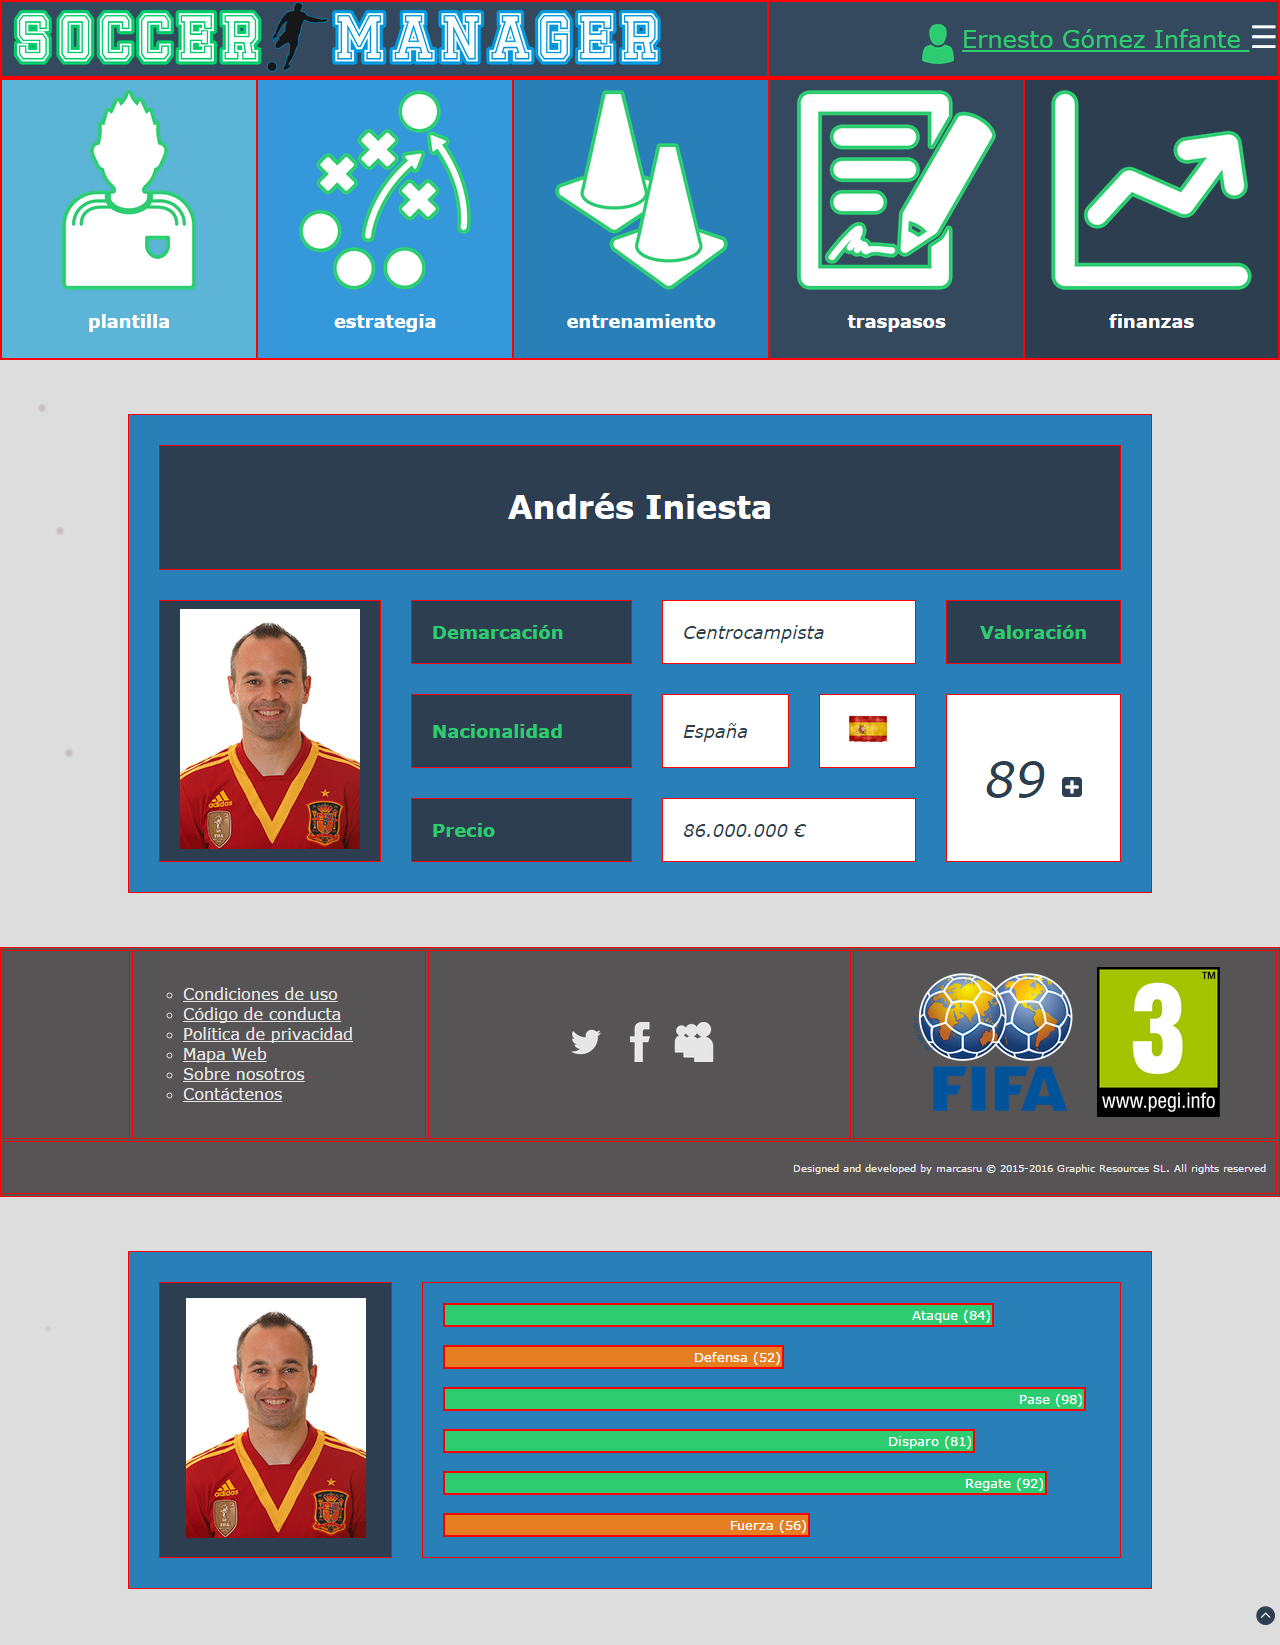 SOCCER MANAGER
Ernesto Gómez Infante
plantilla
estrategia
entrenamiento
traspasos
finanzas
Andrés Iniesta
Demarcación
Centrocampista
Valoración
Nacionalidad
España
89
Precio
86.000.000 €
adidas
Condiciones de uso
Código de conducta
Política de privacidad
Mapa Web
Sobre nosotros
Contáctenos
FIFA
3
TM
www.pegi.info
Designed and developed by marcasru © 2015-2016 Graphic Resources SL. All rights reserved
adidas
Ataque (84)
Defensa (52)
Pase (98)
Disparo (81)
Regate (92)
Fuerza (56)